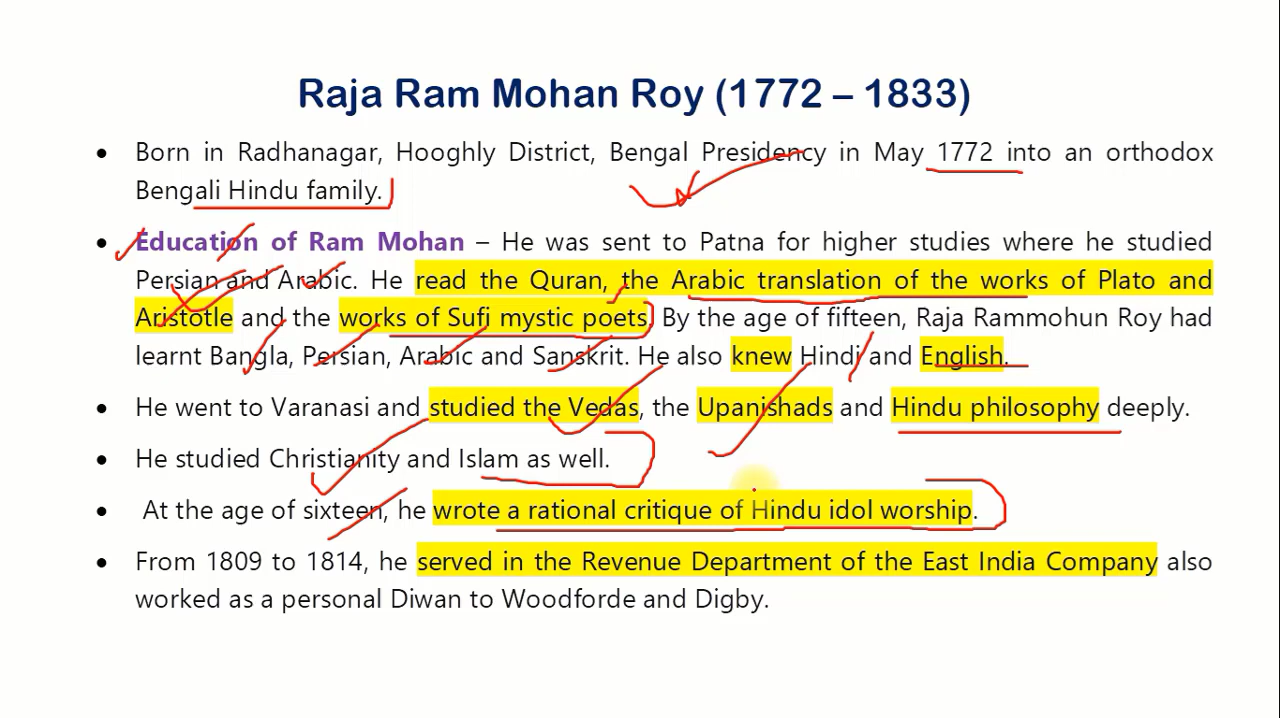 Raja Ram Mohan Roy (1772 – 1833)
• Born in Radhanagar, Hooghly District, Bengal Presidency in May 1772 into an orthodox
Bengali Hindu family.
• Education of Ram Mohan – He was sent to Patna for higher studies where he studied
Persian and Arabic. He read the Quran, the Arabic translation of the works of Plato and
Aristotle and the works of Sufi mystic poets. By the age of fifteen, Raja Rammohun Roy had
learnt Bangla, Persian, Arabic and Sanskrit. He also knew Hindi and English.
• He went to Varanasi and studied the Vedas, the Upanishads and Hindu philosophy deeply.
• He studied Christianity and Islam as well.
• At the age of sixteen, he wrote a rational critique of Hindu idol worship.
• From 1809 to 1814, he served in the Revenue Department of the East India Company also
worked as a personal Diwan to Woodforde and Digby.